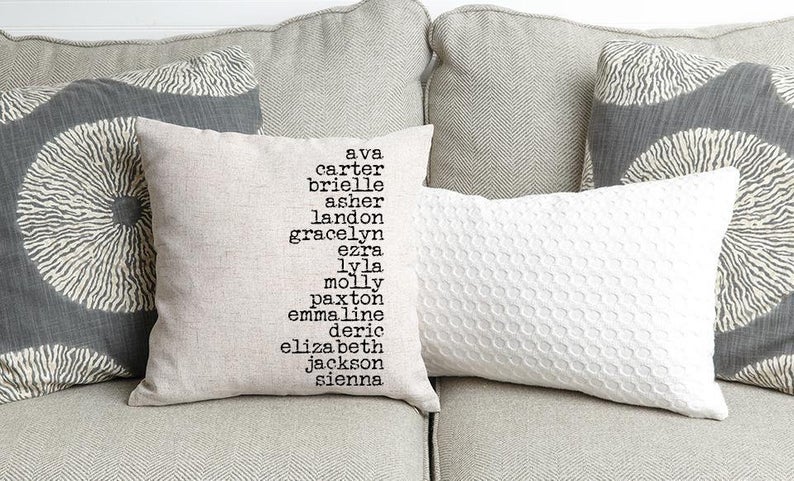 ava
carter
brielle
asher
landon
gracelyn
ezra
lyla
molly
paxton
emmaline
deric
elizabeth
jackson
sienna